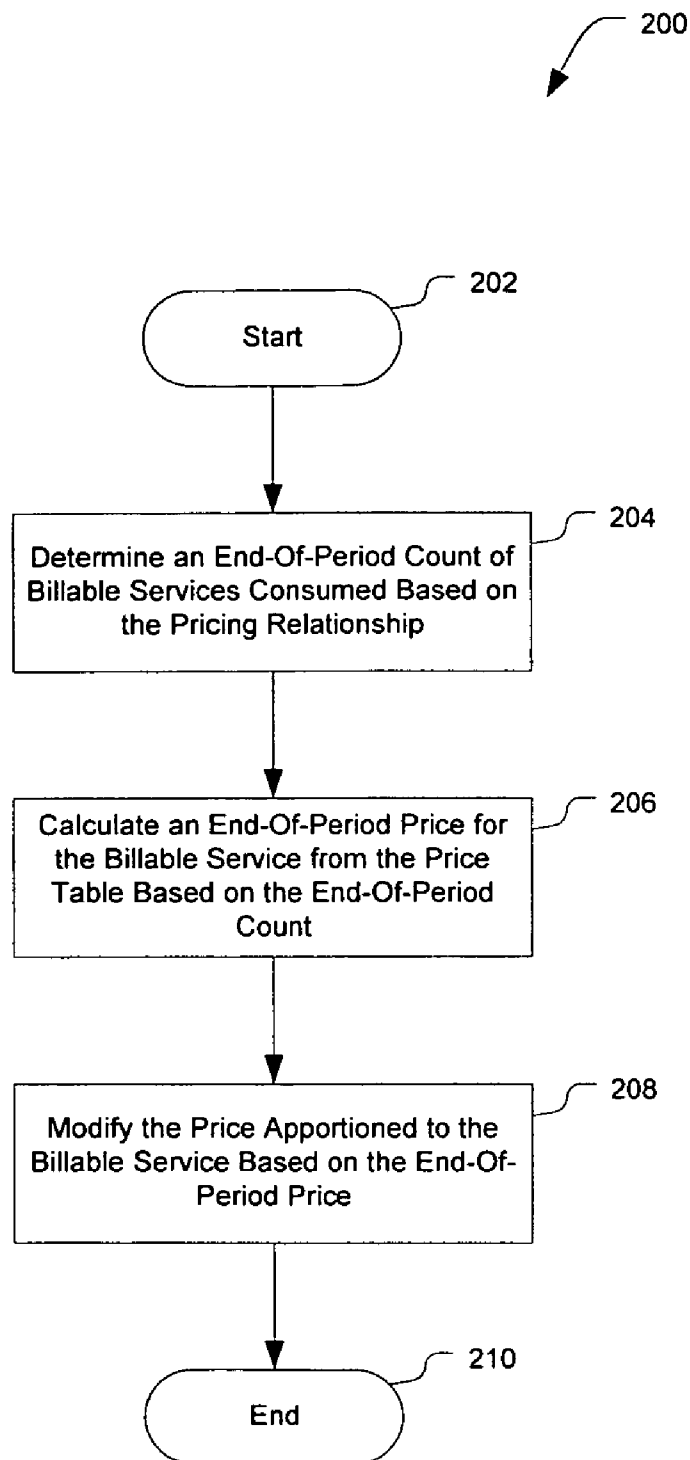 200
202
Start
204
Determine an End-Of-Period Count of
Billable Services Consumed Based on
the Pricing Relationship
206
Calculate an End-Of-Period Price for
the Billable Service from the Price
Table Based on the End-Of-Period
Count
208
Modify the Price Apportioned to the
Billable Service Based on the End-Of-
Period Price
210
End